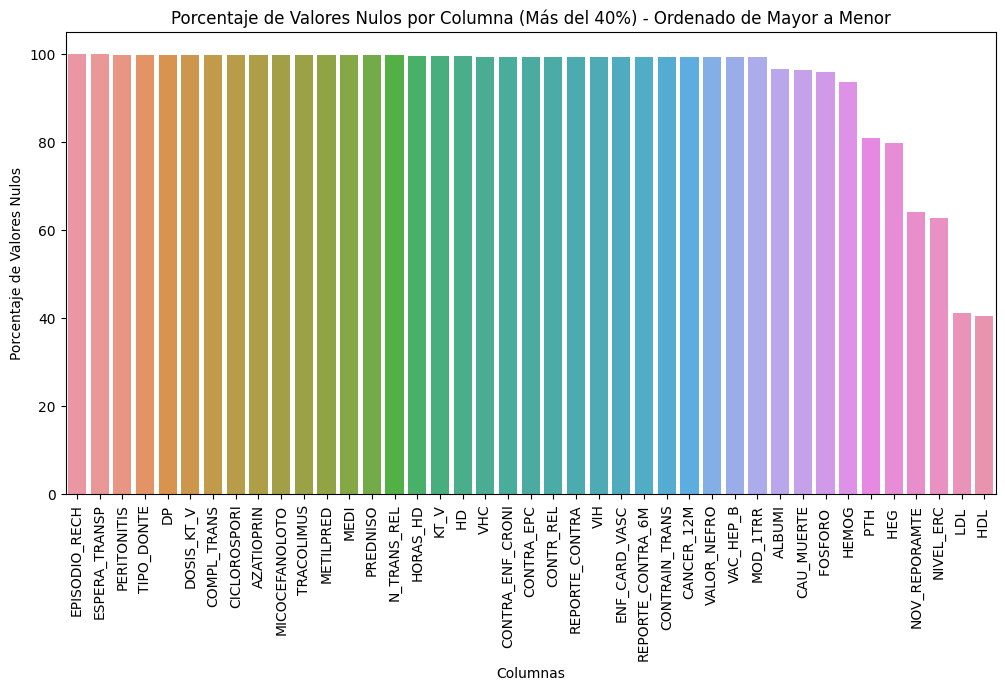 Porcentaje de Valores Nulos por Columna (Más del 40%) - Ordenado de Mayor a Menor
Porcentaje de Valores Nulos
100
80
60
40
20
0
EPISODIO_RECH
ESPERA_TRANSP
PERITONITIS
TIPO_DONTE
DP
DOSIS_KT_V
COMPL_TRANS
CICLOROSPORI
AZATIOPRIN
MICOCEFANOLOTO
TRACOLIMUS
METILPRED
MEDI
PREDNISO
N_TRANS_REL
HORAS_HD
KT_V
HD
VHC
CONTRA_ENF_CRONI
CONTRA_EPC
CONTR_REL
REPORTE_CONTRA
VIH
ENF_CARD_VASC
REPORTE_CONTRA_6M
CONTRAIN_TRANS
CANCER_12M
VALOR_NEFRO
VAC_HEP_B
MOD_1TRR
ALBUMI
CAU_MUERTE
FOSFORO
HEMOG
PTH
HEG
NOV_REPORAMTE
NIVEL_ERC
LDL
HDL
Columnas